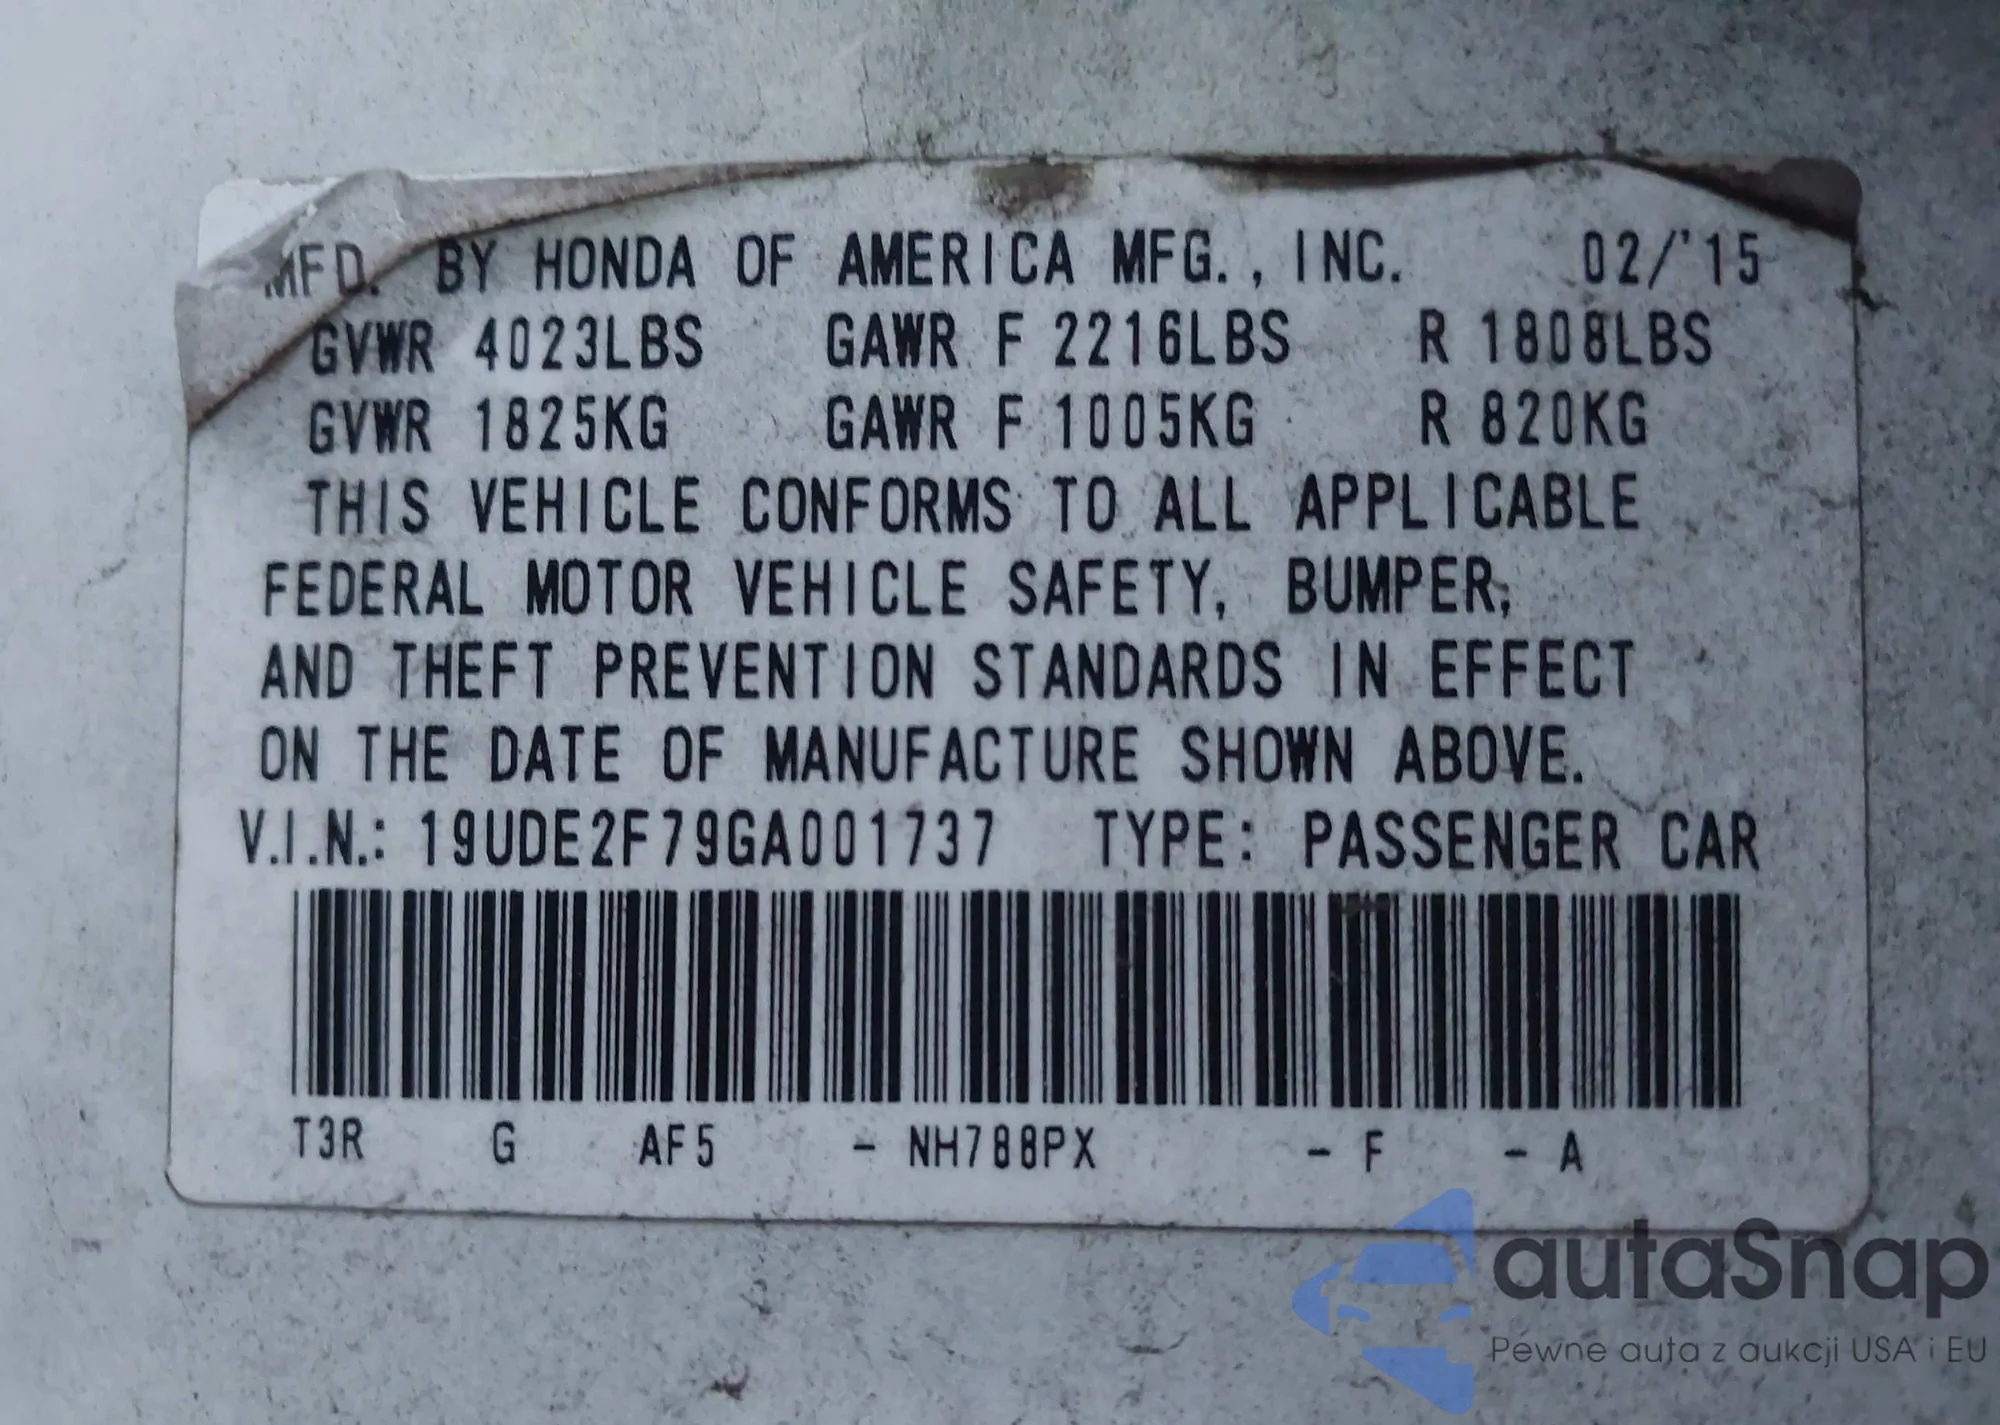 MFD. BY HONDA OF AMERICA MFG., INC. 02/'15
GVWR 4023LBS GAWR F 2216LBS R 1808LBS
GVWR 1825KG GAWR F 1005KG R 820KG
THIS VEHICLE CONFORMS TO ALL APPLICABLE
FEDERAL MOTOR VEHICLE SAFETY, BUMPER,
AND THEFT PREVENTION STANDARDS IN EFFECT
ON THE DATE OF MANUFACTURE SHOWN ABOVE.
V.I.N.: 19UDE2F79GA001737 TYPE: PASSENGER CAR
T3R G AF5 - NH788PX - F - A
autaSnap
Pewne auta z aukcji USA i EU